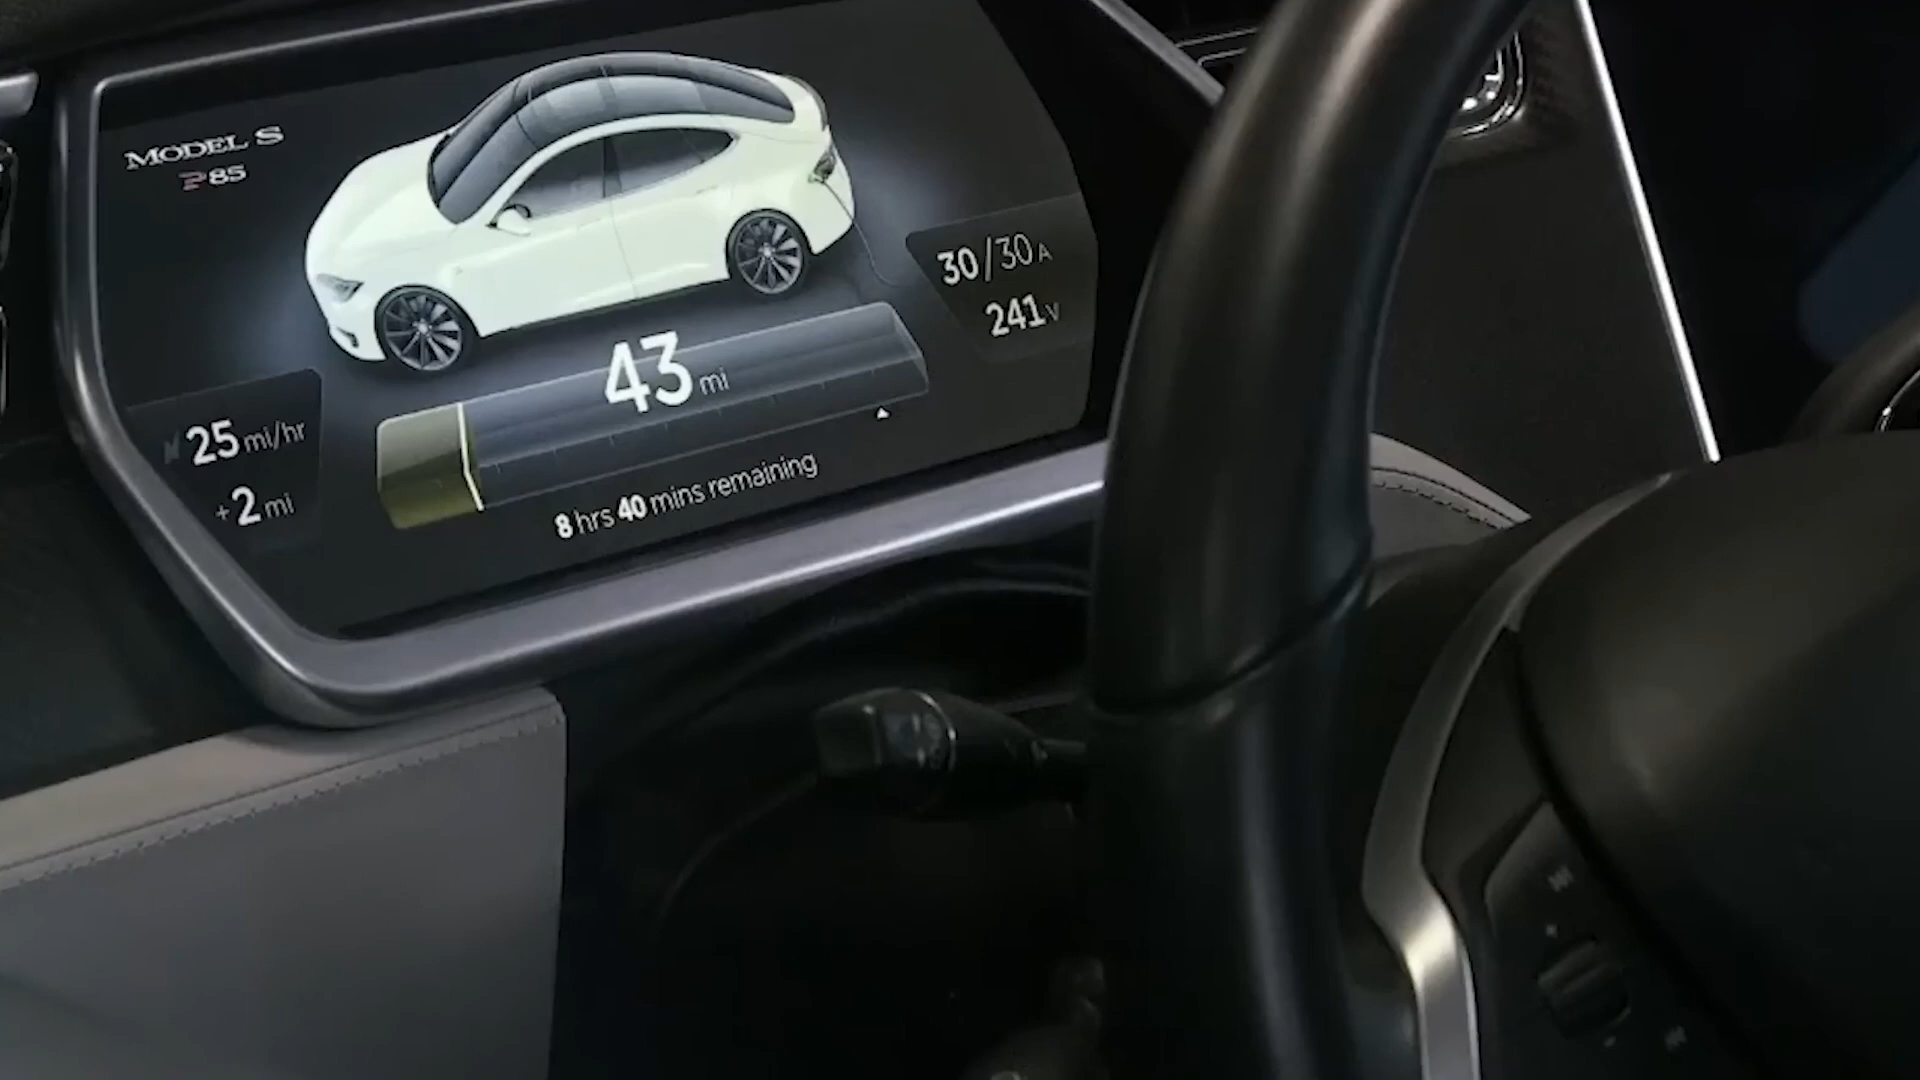 MODEL S
P85
30/30A
241V
43 mi
25 mi/hr
+2 mi
8 hrs 40 mins remaining